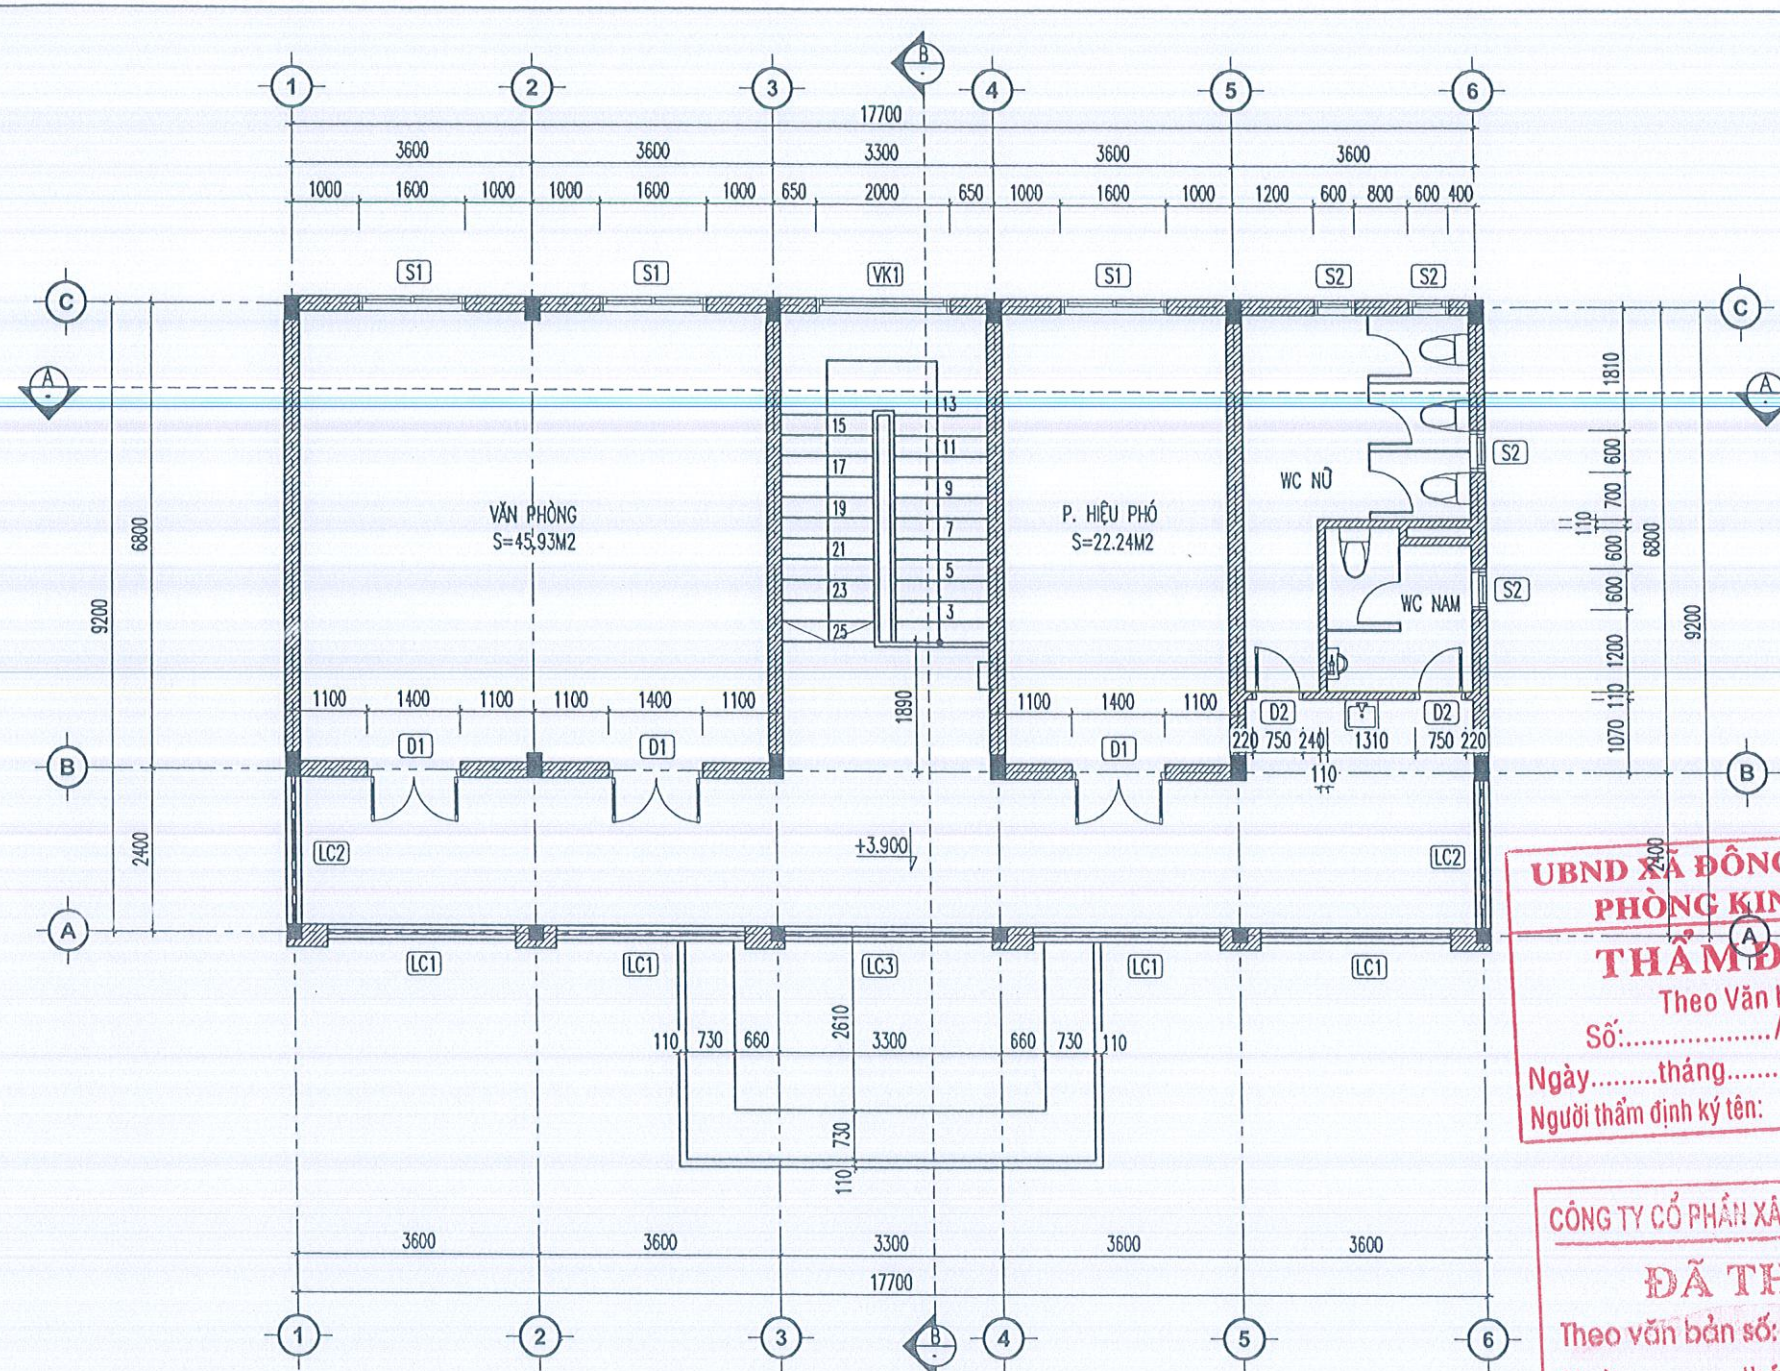 1 2 3 B 4 5 6
17700
3600 3600 3300 3600 3600
1000 1600 1000 1000 1600 1000 650 2000 650 1000 1600 1000 1200 600 800 600 400
S1 S1 VK1 S1 S2 S2
C C
A A
1810
13
15
11
17
9
19
7
21
5
23
3
25
VĂN PHÒNG
S=45,93M2
P. HIỆU PHÓ
S=22.24M2
WC NỮ
WC NAM
S2
S2
600
700
110
600
600
1200
110
1070
6800
9200
6800
9200
1890
1100 1400 1100 1100 1400 1100 1100 1400 1100
D1 D1 D1 D2 D2
220 750 240 1310 750 220
110
B B
2400
LC2
+3.900
LC2
2400
A A
LC1 LC1 LC3 LC1 LC1
2610
110 730 660 3300 660 730 110
730
110
3600 3600 3300 3600 3600
17700
1 2 3 B 4 5 6
UBND XÃ ĐÔNG
PHÒNG KIN
THẨM Đ
Theo Văn
Số:.................../
Ngày.........tháng........
Người thẩm định ký tên:
CÔNG TY CỔ PHẦN XÂ
ĐÃ TH
Theo văn bản số: